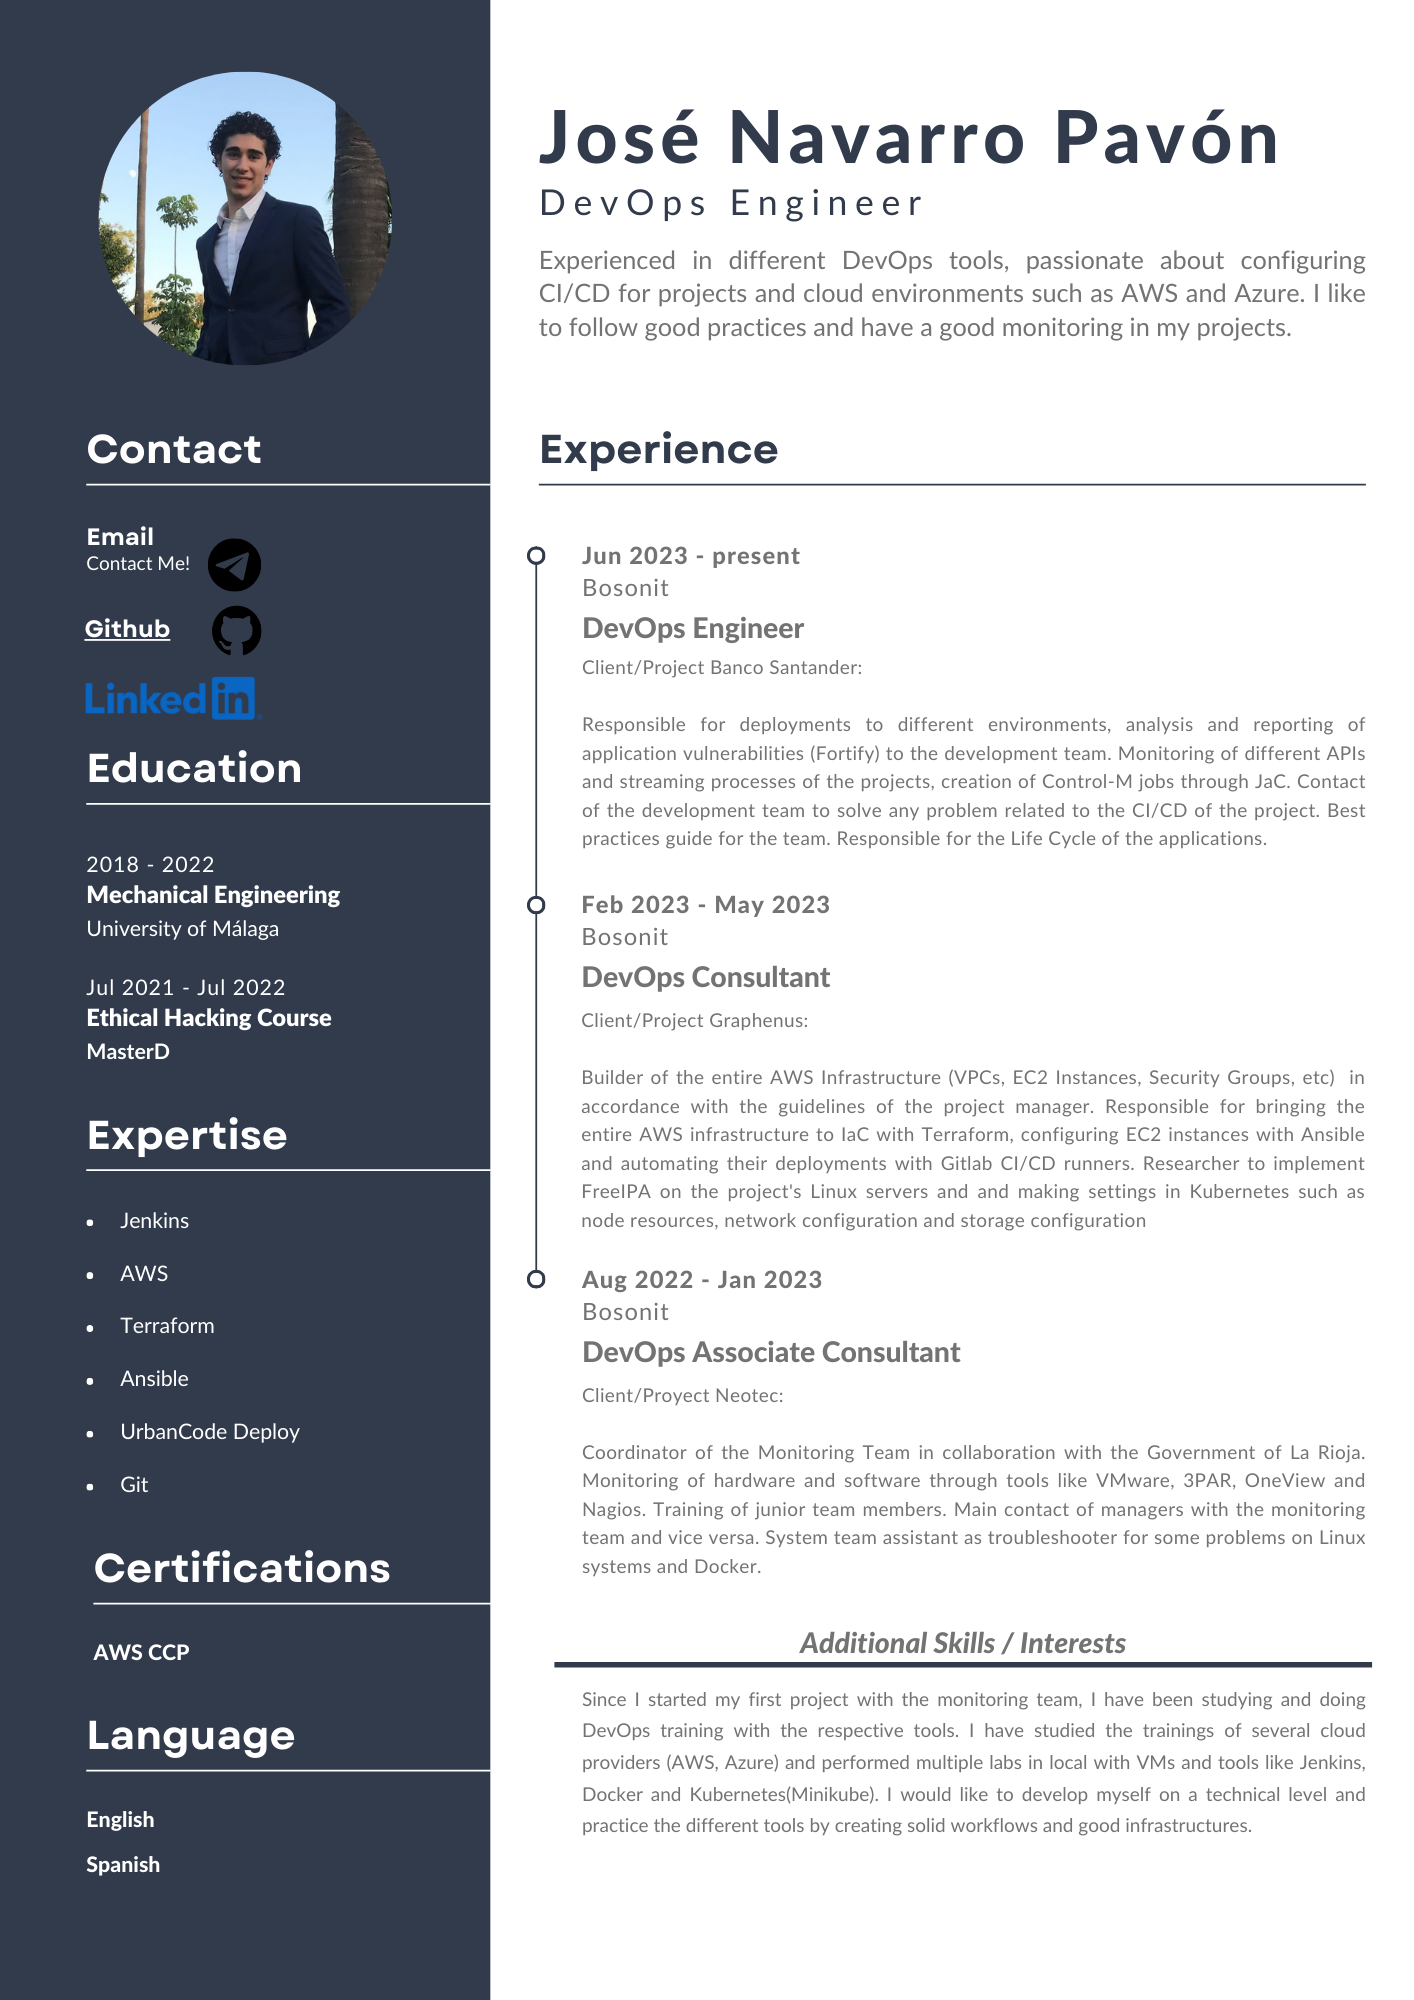 José Navarro Pavón
DevOps Engineer
Experienced in different DevOps tools, passionate about configuring
CI/CD for projects and cloud environments such as AWS and Azure. I like
to follow good practices and have a good monitoring in my projects.
Contact
Email
Contact Me!
Github
Linkedin
Education
2018 - 2022
Mechanical Engineering
University of Málaga
Jul 2021 - Jul 2022
Ethical Hacking Course
MasterD
Expertise
• Jenkins
• AWS
• Terraform
• Ansible
• UrbanCode Deploy
• Git
Certifications
AWS CCP
Language
English
Spanish
Experience
Jun 2023 - present
Bosonit
DevOps Engineer
Client/Project Banco Santander:
Responsible for deployments to different environments, analysis and reporting of
application vulnerabilities (Fortify) to the development team. Monitoring of different APIs
and streaming processes of the projects, creation of Control-M jobs through JaC. Contact
of the development team to solve any problem related to the CI/CD of the project. Best
practices guide for the team. Responsible for the Life Cycle of the applications.
Feb 2023 - May 2023
Bosonit
DevOps Consultant
Client/Project Graphenus:
Builder of the entire AWS Infrastructure (VPCs, EC2 Instances, Security Groups, etc) in
accordance with the guidelines of the project manager. Responsible for bringing the
entire AWS infrastructure to IaC with Terraform, configuring EC2 instances with Ansible
and automating their deployments with Gitlab CI/CD runners. Researcher to implement
FreeIPA on the project's Linux servers and and making settings in Kubernetes such as
node resources, network configuration and storage configuration
Aug 2022 - Jan 2023
Bosonit
DevOps Associate Consultant
Client/Proyect Neotec:
Coordinator of the Monitoring Team in collaboration with the Government of La Rioja.
Monitoring of hardware and software through tools like VMware, 3PAR, OneView and
Nagios. Training of junior team members. Main contact of managers with the monitoring
team and vice versa. System team assistant as troubleshooter for some problems on Linux
systems and Docker.
Additional Skills / Interests
Since I started my first project with the monitoring team, I have been studying and doing
DevOps training with the respective tools. I have studied the trainings of several cloud
providers (AWS, Azure) and performed multiple labs in local with VMs and tools like Jenkins,
Docker and Kubernetes(Minikube). I would like to develop myself on a technical level and
practice the different tools by creating solid workflows and good infrastructures.